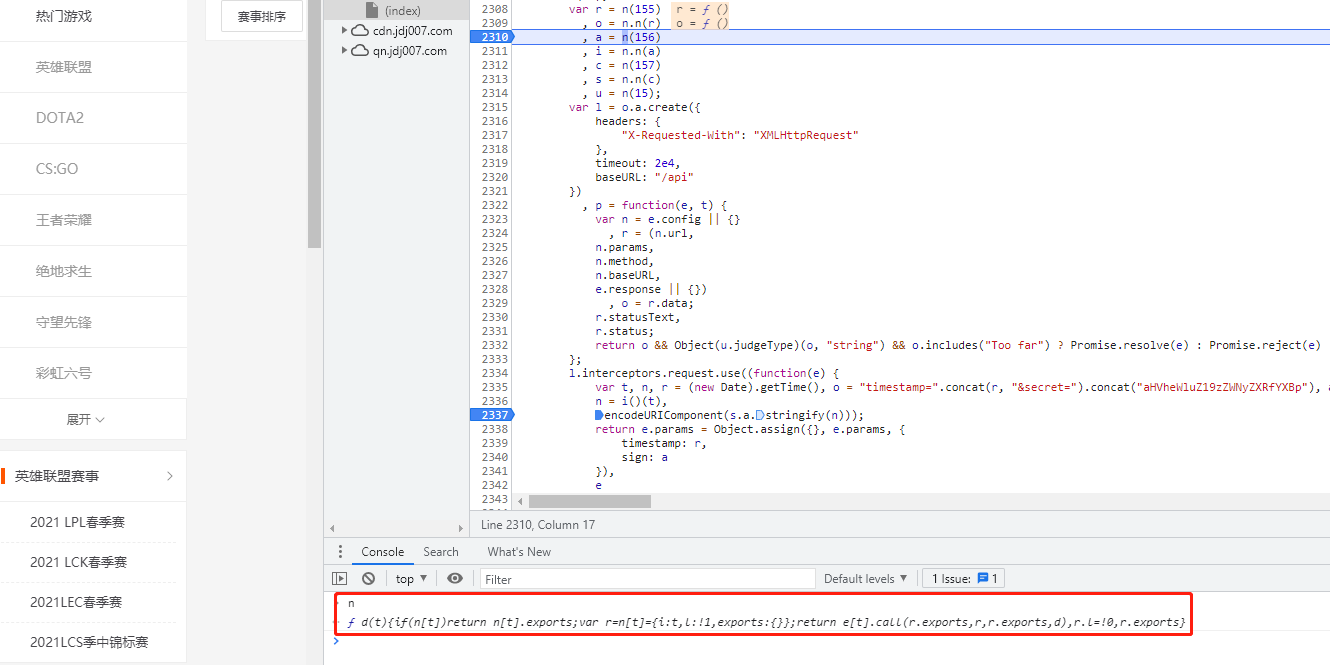 热门游戏
英雄联盟
DOTA2
CS:GO
王者荣耀
绝地求生
守望先锋
彩虹六号
展开
英雄联盟赛事
2021 LPL春季赛
2021 LCK春季赛
2021LEC春季赛
2021LCS季中锦标赛
赛事排序
(index)
cdn.jdj007.com
qn.jdj007.com
2308 var r = n(155) r = ƒ ()
2309 , o = n.n(r) o = ƒ ()
2310 , a = n(156)
2311 , i = n.n(a)
2312 , c = n(157)
2313 , s = n.n(c)
2314 , u = n(15);
2315 var l = o.a.create({
2316 headers: {
2317 "X-Requested-With": "XMLHttpRequest"
2318 },
2319 timeout: 2e4,
2320 baseURL: "/api"
2321 })
2322 , p = function(e, t) {
2323 var n = e.config || {}
2324 , r = (n.url,
2325 n.params,
2326 n.method,
2327 n.baseURL,
2328 e.response || {})
2329 , o = r.data;
2330 r.statusText,
2331 r.status;
2332 return o && Object(u.judgeType)(o, "string") && o.includes("Too far") ? Promise.resolve(e) : Promise.reject(e)
2333 };
2334 l.interceptors.request.use((function(e) {
2335 var t, n, r = (new Date).getTime(), o = "timestamp=".concat(r, "&secret=").concat("aHVheWluZ19zZWNyZXRfYXBp"), a
2336 n = i()(t),
2337 encodeURIComponent(s.a.stringify(n)));
2338 return e.params = Object.assign({}, e.params, {
2339 timestamp: r,
2340 sign: a
2341 }),
2342 e
2343
Line 2310, Column 17
Console Search What's New
top Filter Default levels 1 Issue: 1
n
ƒ d(t){if(n[t])return n[t].exports;var r=n[t]={i:t,l:!1,exports:{}};return e[t].call(r.exports,r,r.exports,d),r.l=!0,r.exports}